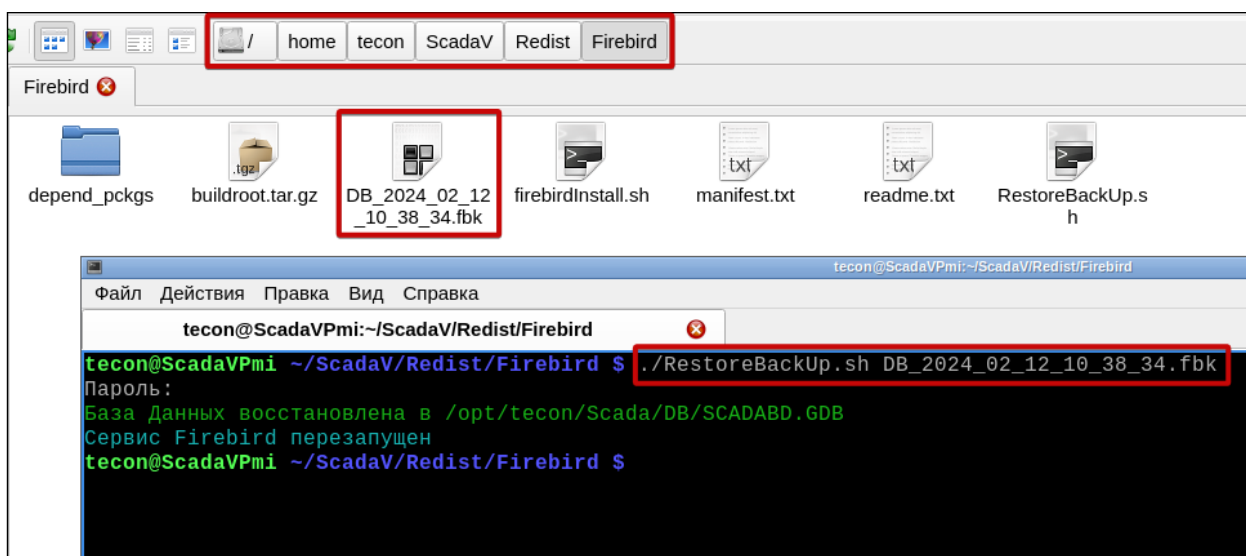 / home tecon ScadaV Redist Firebird
Firebird
.tgz txt txt
depend_pckgs buildroot.tar.gz DB_2024_02_12 firebirdInstall.sh manifest.txt readme.txt RestoreBackUp.s
_10_38_34.fbk h
tecon@ScadaVPmi:~/ScadaV/Redist/Firebird
Файл Действия Правка Вид Справка
tecon@ScadaVPmi:~/ScadaV/Redist/Firebird
tecon@ScadaVPmi ~/ScadaV/Redist/Firebird $ ./RestoreBackUp.sh DB_2024_02_12_10_38_34.fbk
Пароль:
База Данных восстановлена в /opt/tecon/Scada/DB/SCADABD.GDB
Сервис Firebird перезапущен
tecon@ScadaVPmi ~/ScadaV/Redist/Firebird $